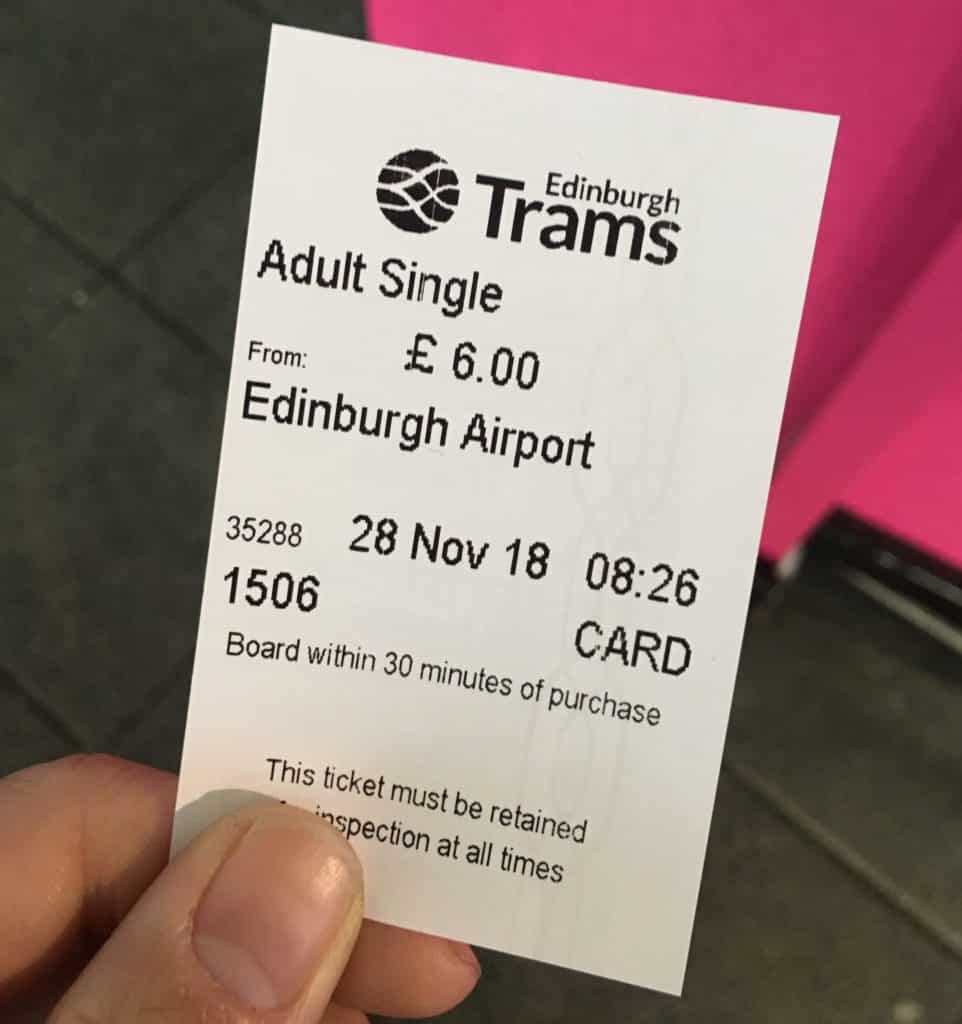 Edinburgh
Trams
Adult Single
From: £ 6.00
Edinburgh Airport
35288 28 Nov 18 08:26
1506 CARD
Board within 30 minutes of purchase
This ticket must be retained
inspection at all times